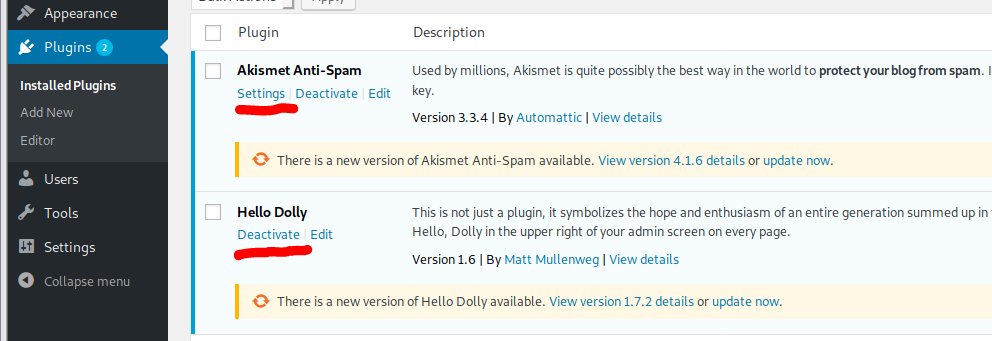 Appearance
Plugins 2
Installed Plugins
Add New
Editor
Users
Tools
Settings
Collapse menu
Apply
Plugin Description
Akismet Anti-Spam
Settings | Deactivate | Edit
Used by millions, Akismet is quite possibly the best way in the world to protect your blog from spam.
key.
Version 3.3.4 | By Automattic | View details
There is a new version of Akismet Anti-Spam available. View version 4.1.6 details or update now.
Hello Dolly
Deactivate | Edit
This is not just a plugin, it symbolizes the hope and enthusiasm of an entire generation summed up in
Hello, Dolly in the upper right of your admin screen on every page.
Version 1.6 | By Matt Mullenweg | View details
There is a new version of Hello Dolly available. View version 1.7.2 details or update now.